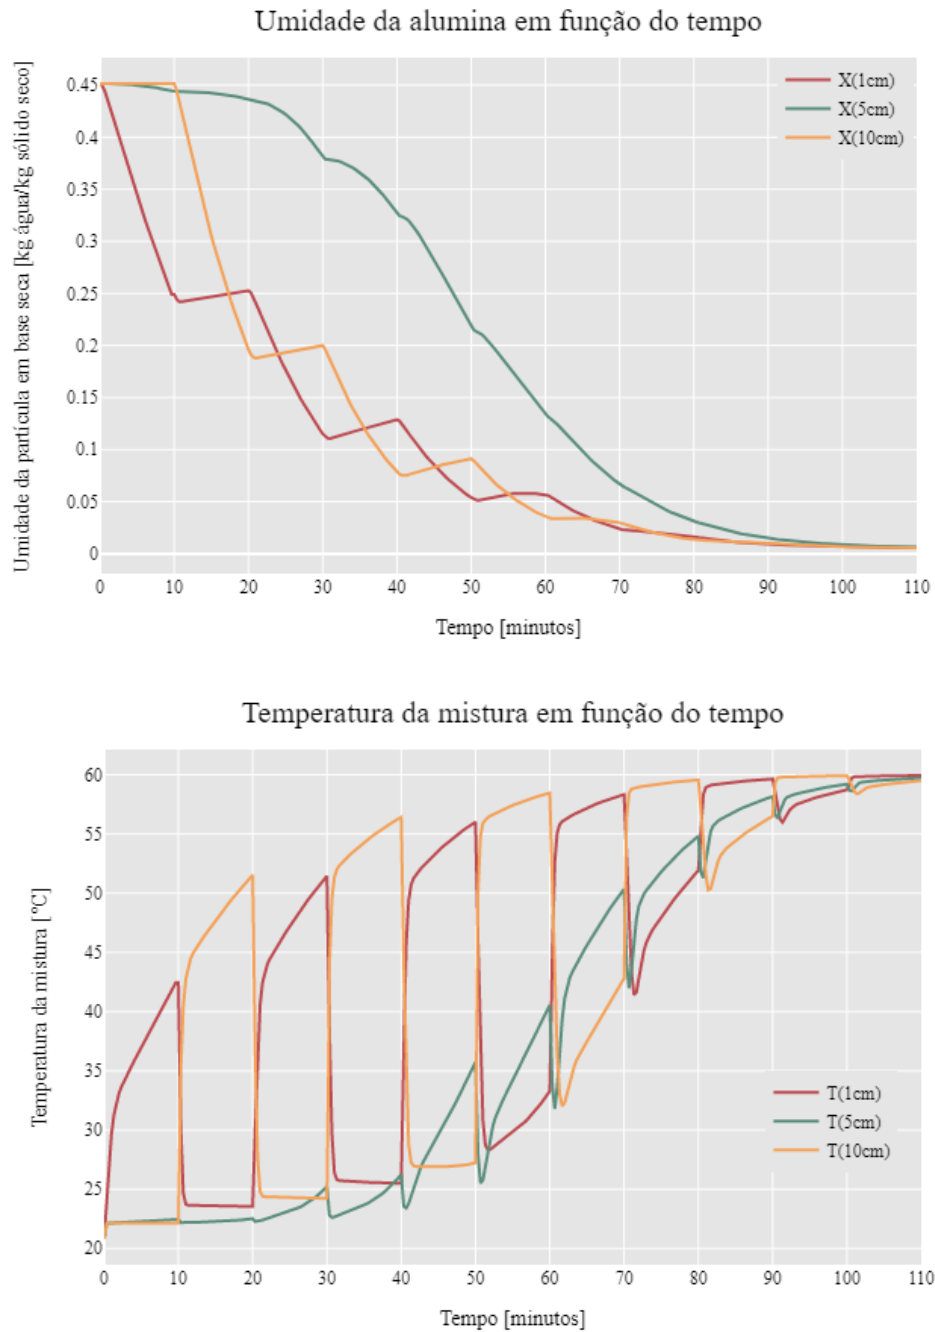 Umidade da alumina em função do tempo
Umidade da partícula em base seca [kg água/kg sólido seco]
0.45
0.4
0.35
0.3
0.25
0.2
0.15
0.1
0.05
0
X(1cm)
X(5cm)
X(10cm)
0 10 20 30 40 50 60 70 80 90 100 110
Tempo [minutos]
Temperatura da mistura em função do tempo
Temperatura da mistura [°C]
60
55
50
45
40
35
30
25
20
T(1cm)
T(5cm)
T(10cm)
0 10 20 30 40 50 60 70 80 90 100 110
Tempo [minutos]